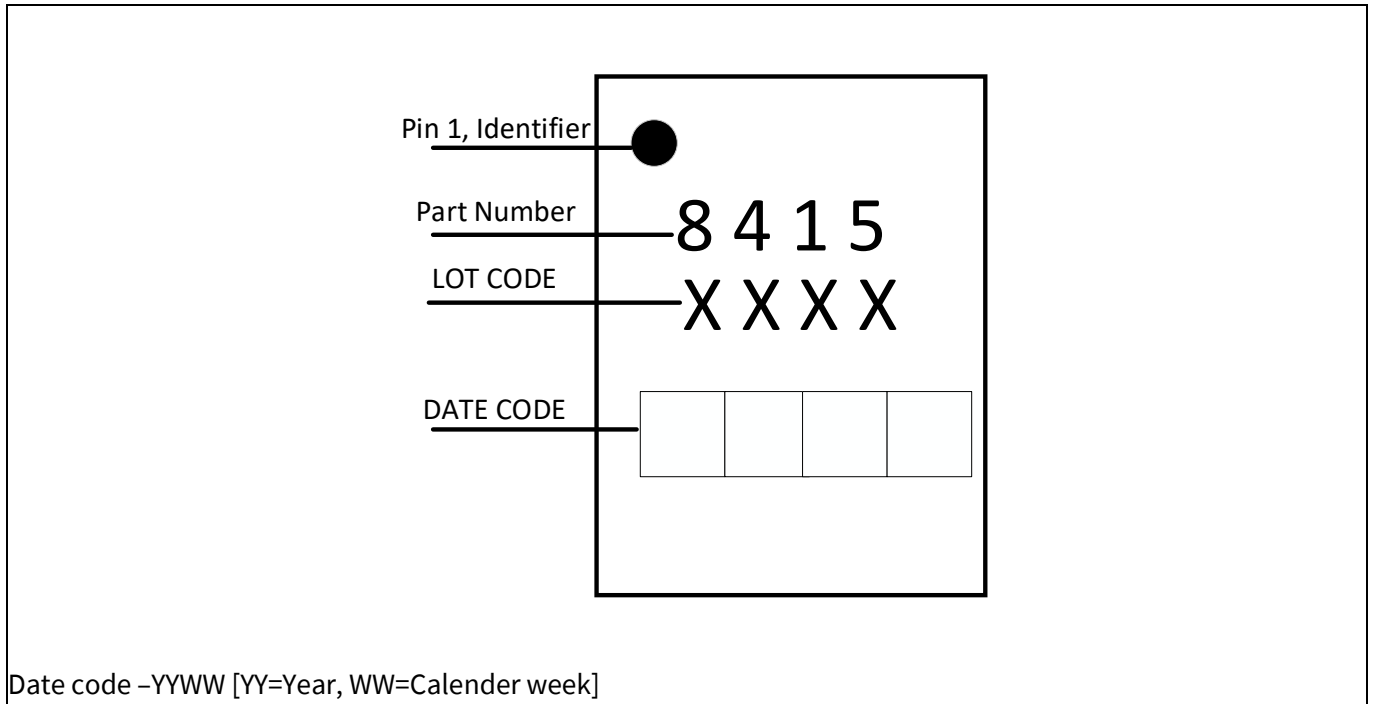 Pin 1, Identifier
Part Number
8 4 1 5
LOT CODE
X X X X
DATE CODE
Date code –YYWW [YY=Year, WW=Calender week]